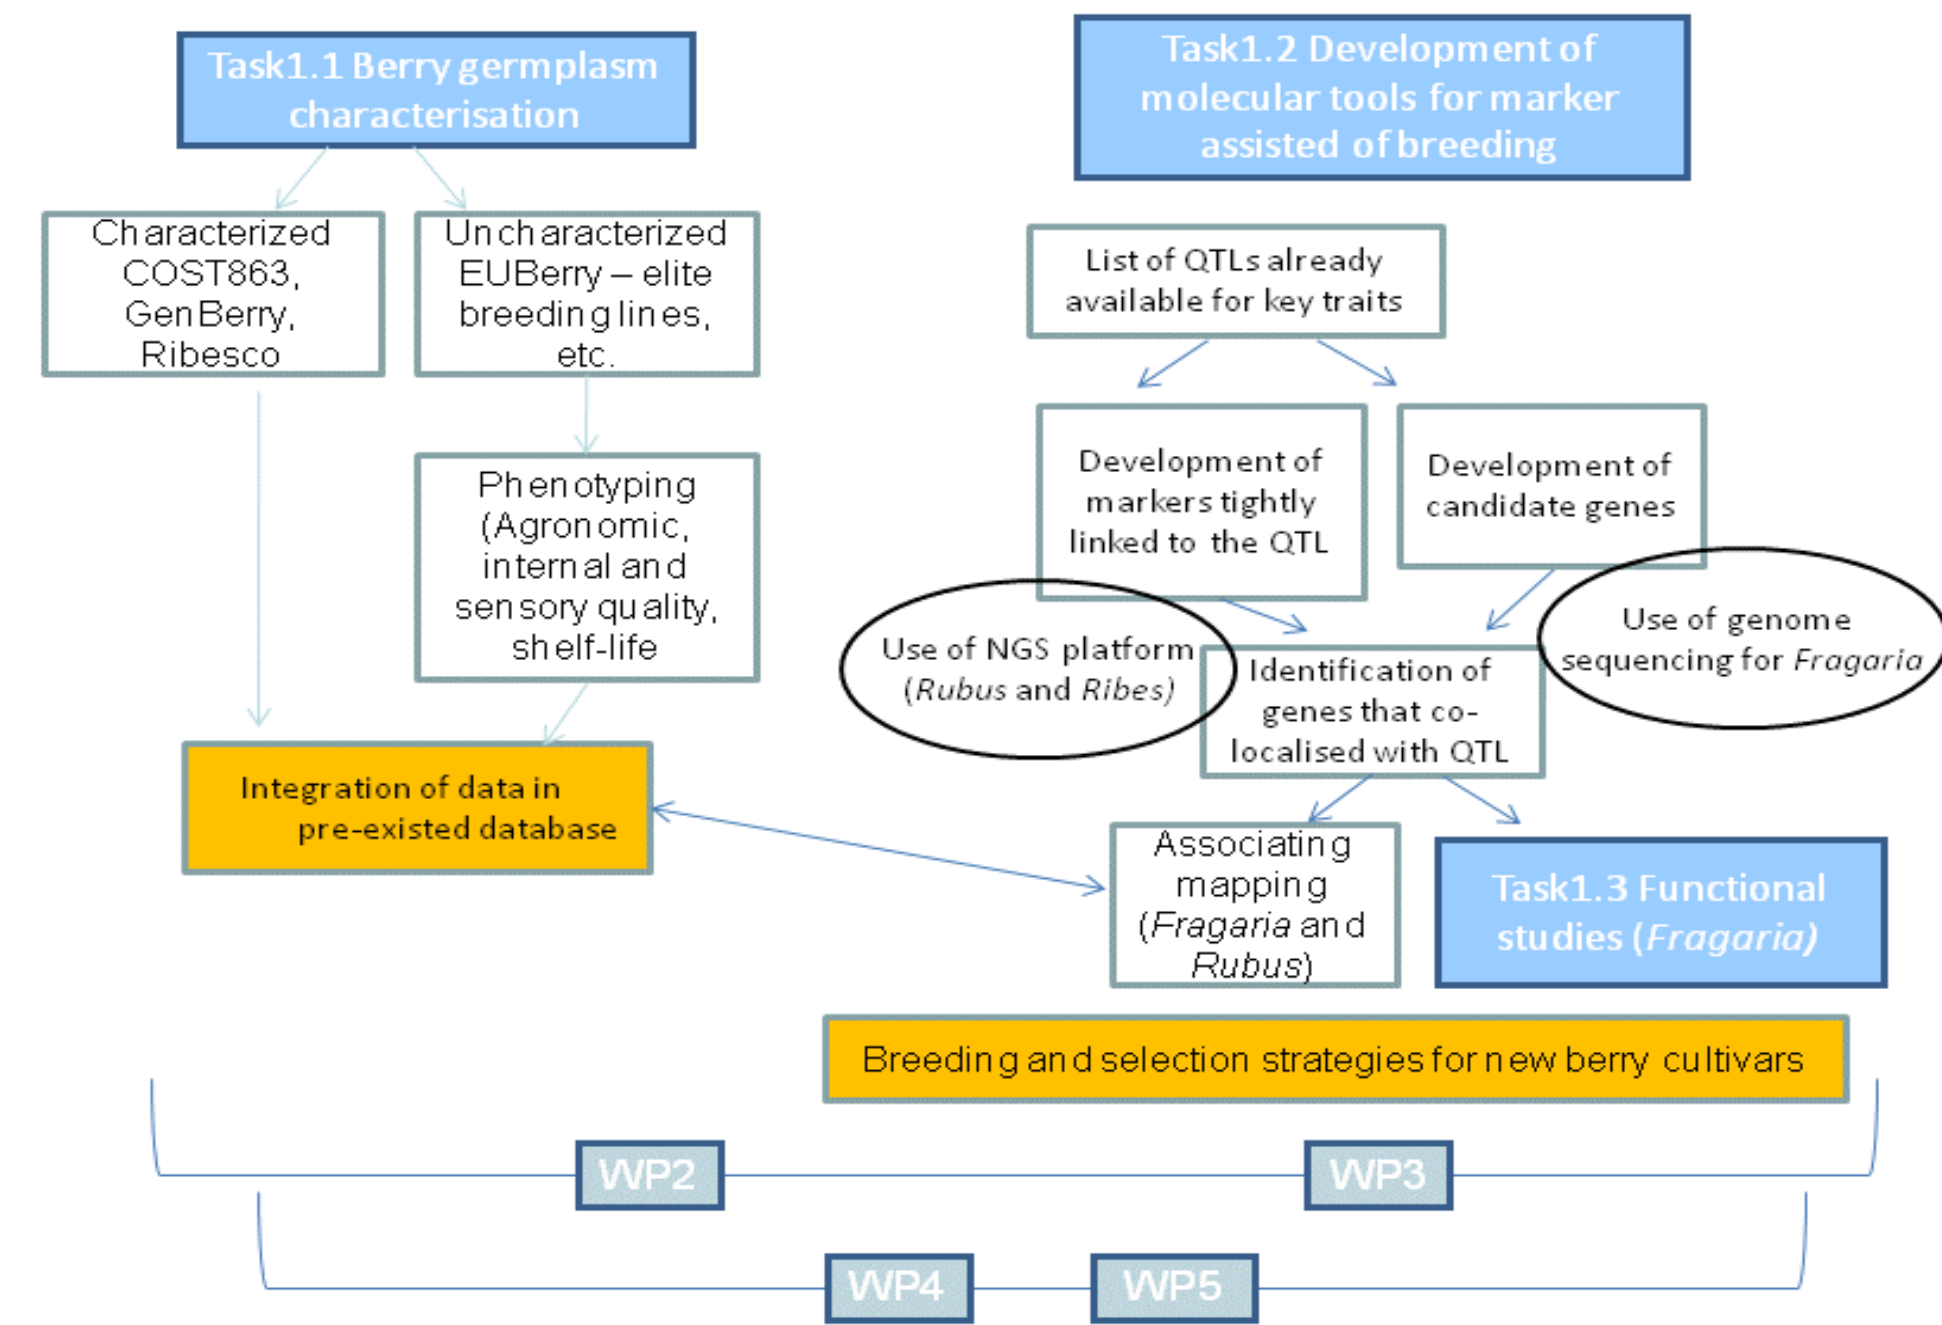 Task1.1 Berry germplasm
characterisation
Task1.2 Development of
molecular tools for marker
assisted of breeding
Characterized
COST863,
GenBerry,
Ribesco
Uncharacterized
EUBerry – elite
breeding lines,
etc.
List of QTLs already
available for key traits
Phenotyping
(Agronomic,
internal and
sensory quality,
shelf-life
Development of
markers tightly
linked to the QTL
Development of
candidate genes
Use of NGS platform
(Rubus and Ribes)
Use of genome
sequencing for Fragaria
Identification of
genes that co-
localised with QTL
Integration of data in
pre-existed database
Associating
mapping
(Fragaria and
Rubus)
Task1.3 Functional
studies (Fragaria)
Breeding and selection strategies for new berry cultivars
WP2
WP3
WP4
WP5